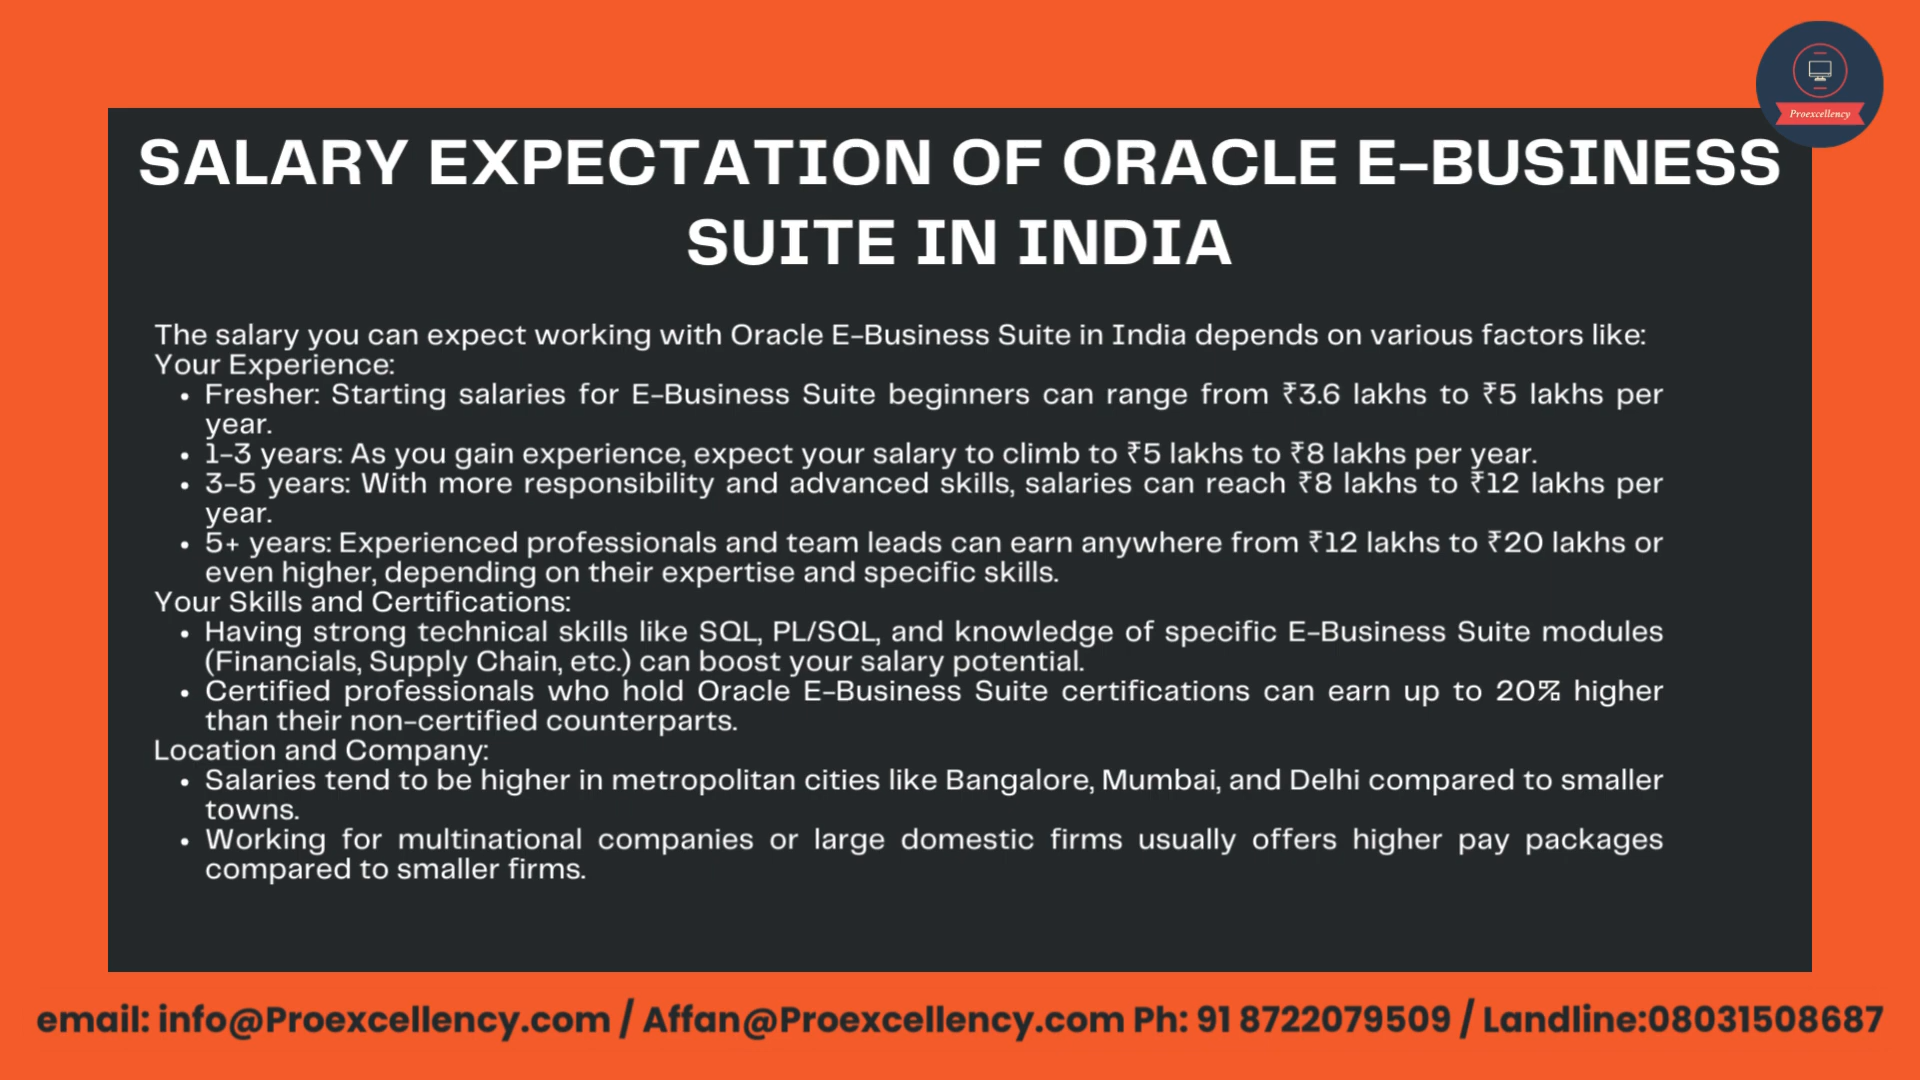 Proexcellency
SALARY EXPECTATION OF ORACLE E-BUSINESS
SUITE IN INDIA
The salary you can expect working with Oracle E-Business Suite in India depends on various factors like:
Your Experience:
• Fresher: Starting salaries for E-Business Suite beginners can range from ₹3.6 lakhs to ₹5 lakhs per
year.
• 1-3 years: As you gain experience, expect your salary to climb to ₹5 lakhs to ₹8 lakhs per year.
• 3-5 years: With more responsibility and advanced skills, salaries can reach ₹8 lakhs to ₹12 lakhs per
year.
• 5+ years: Experienced professionals and team leads can earn anywhere from ₹12 lakhs to ₹20 lakhs or
even higher, depending on their expertise and specific skills.
Your Skills and Certifications:
• Having strong technical skills like SQL, PL/SQL, and knowledge of specific E-Business Suite modules
(Financials, Supply Chain, etc.) can boost your salary potential.
• Certified professionals who hold Oracle E-Business Suite certifications can earn up to 20% higher
than their non-certified counterparts.
Location and Company:
• Salaries tend to be higher in metropolitan cities like Bangalore, Mumbai, and Delhi compared to smaller
towns.
• Working for multinational companies or large domestic firms usually offers higher pay packages
compared to smaller firms.
email: info@Proexcellency.com / Affan@Proexcellency.com Ph: 91 8722079509 / Landline:08031508687